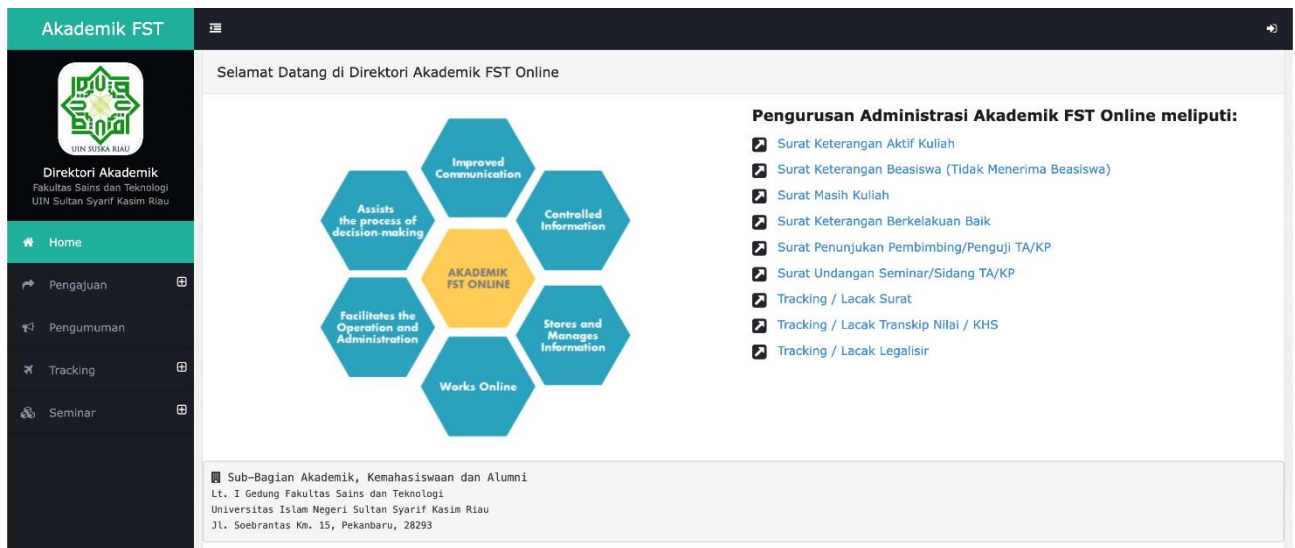 Akademik FST
UIN SUSKA RIAU
Direktori Akademik
Fakultas Sains dan Teknologi
UIN Sultan Syarif Kasim Riau
Home
Pengajuan
Pengumuman
Tracking
Seminar
Selamat Datang di Direktori Akademik FST Online
Improved
Communication
Assists
the process of
decision-making
Controlled
Information
AKADEMIK
FST ONLINE
Facilitates the
Operation and
Administration
Stores and
Manages
Information
Works Online
Pengurusan Administrasi Akademik FST Online meliputi:
Surat Keterangan Aktif Kuliah
Surat Keterangan Beasiswa (Tidak Menerima Beasiswa)
Surat Masih Kuliah
Surat Keterangan Berkelakuan Baik
Surat Penunjukan Pembimbing/Penguji TA/KP
Surat Undangan Seminar/Sidang TA/KP
Tracking / Lacak Surat
Tracking / Lacak Transkip Nilai / KHS
Tracking / Lacak Legalisir
Sub-Bagian Akademik, Kemahasiswaan dan Alumni
Lt. I Gedung Fakultas Sains dan Teknologi
Universitas Islam Negeri Sultan Syarif Kasim Riau
Jl. Soebrantas Km. 15, Pekanbaru, 28293